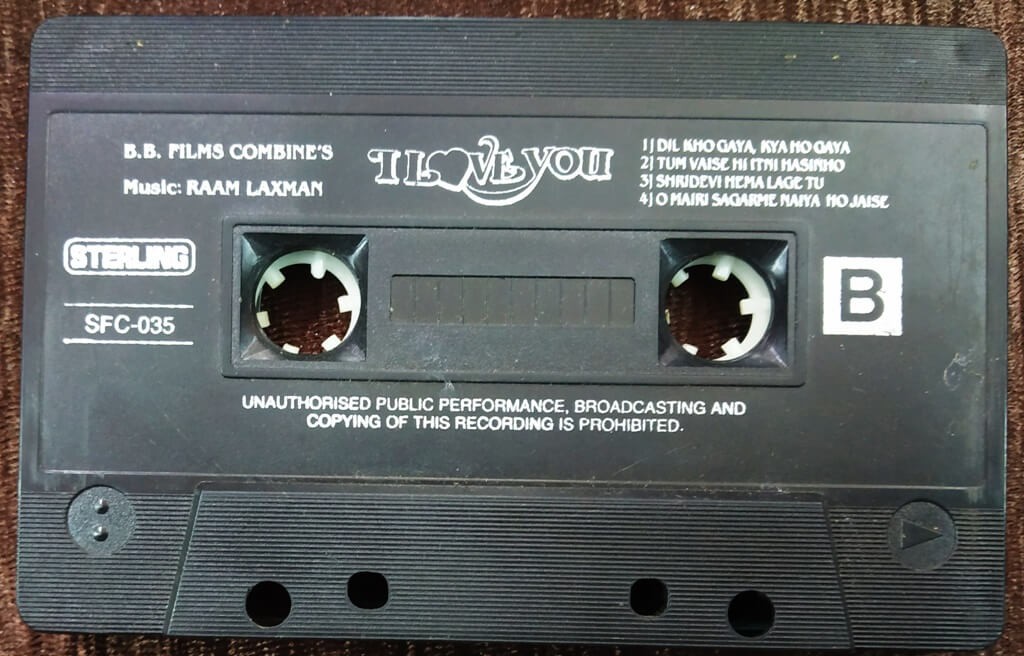 B.B. FILMS COMBINE'S
Music: RAAM LAXMAN
I LOVE YOU
1] DIL KHO GAYA, KYA HO GAYA
2] TUM VAISE HI ITNI HASINHO
3] SHRIDEVI HEMA LAGE TU
4] O MAIRI SAGARME NAIYA HO JAISE
STERLING
SFC-035
B
UNAUTHORISED PUBLIC PERFORMANCE, BROADCASTING AND
COPYING OF THIS RECORDING IS PROHIBITED.